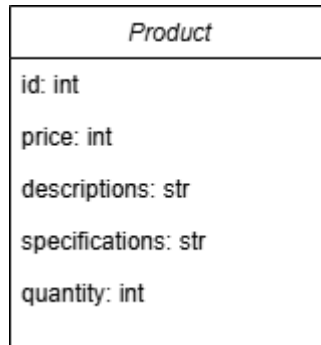 Product
id: int
price: int
descriptions: str
specifications: str
quantity: int